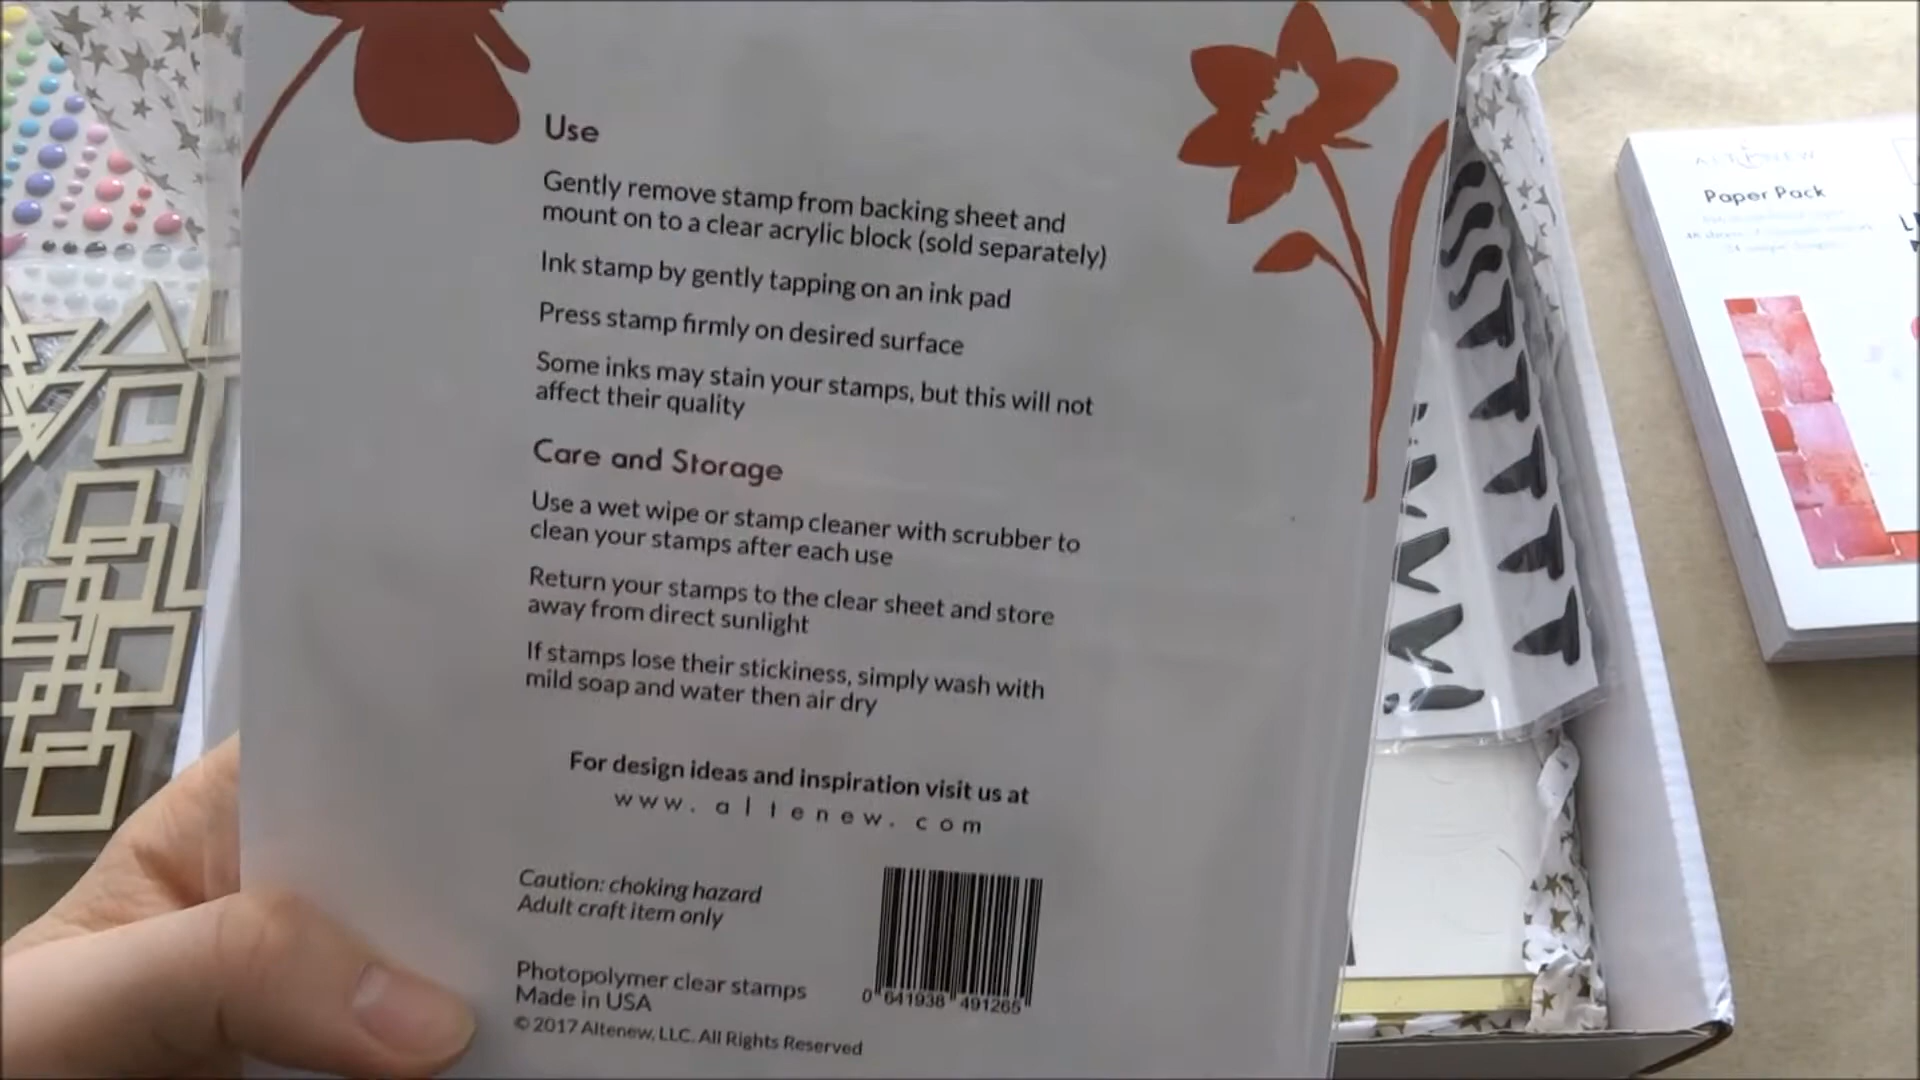 Use
Gently remove stamp from backing sheet and
mount on to a clear acrylic block (sold separately)
Ink stamp by gently tapping on an ink pad
Press stamp firmly on desired surface
Some inks may stain your stamps, but this will not
affect their quality
Care and Storage
Use a wet wipe or stamp cleaner with scrubber to
clean your stamps after each use
Return your stamps to the clear sheet and store
away from direct sunlight
If stamps lose their stickiness, simply wash with
mild soap and water then air dry
For design ideas and inspiration visit us at
www.altenew.com
Caution: choking hazard
Adult craft item only
Photopolymer clear stamps
Made in USA
© 2017 Altenew, LLC. All Rights Reserved
0 641938 491265
ALTENEW
Paper Pack